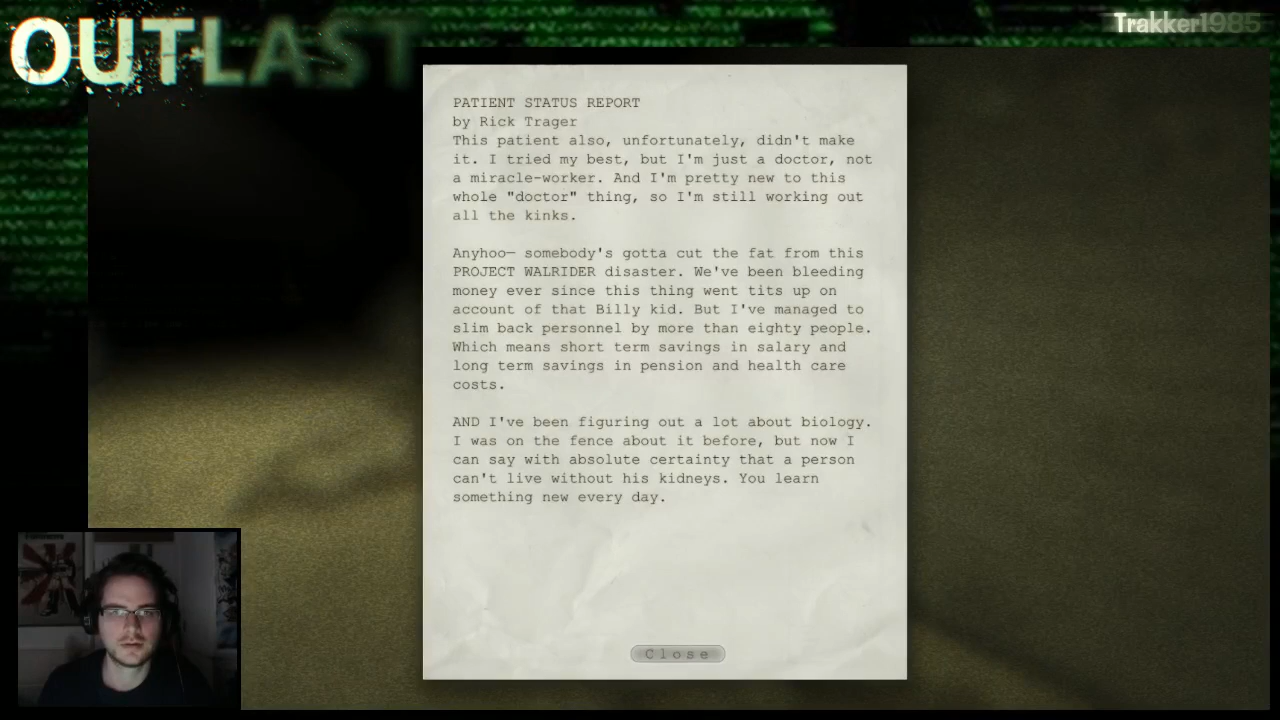 OUTLAST
Trakker1985
PATIENT STATUS REPORT
by Rick Trager
This patient also, unfortunately, didn't make
it. I tried my best, but I'm just a doctor, not
a miracle-worker. And I'm pretty new to this
whole "doctor" thing, so I'm still working out
all the kinks.
Anyhoo— somebody's gotta cut the fat from this
PROJECT WALRIDER disaster. We've been bleeding
money ever since this thing went tits up on
account of that Billy kid. But I've managed to
slim back personnel by more than eighty people.
Which means short term savings in salary and
long term savings in pension and health care
costs.
AND I've been figuring out a lot about biology.
I was on the fence about it before, but now I
can say with absolute certainty that a person
can't live without his kidneys. You learn
something new every day.
Close